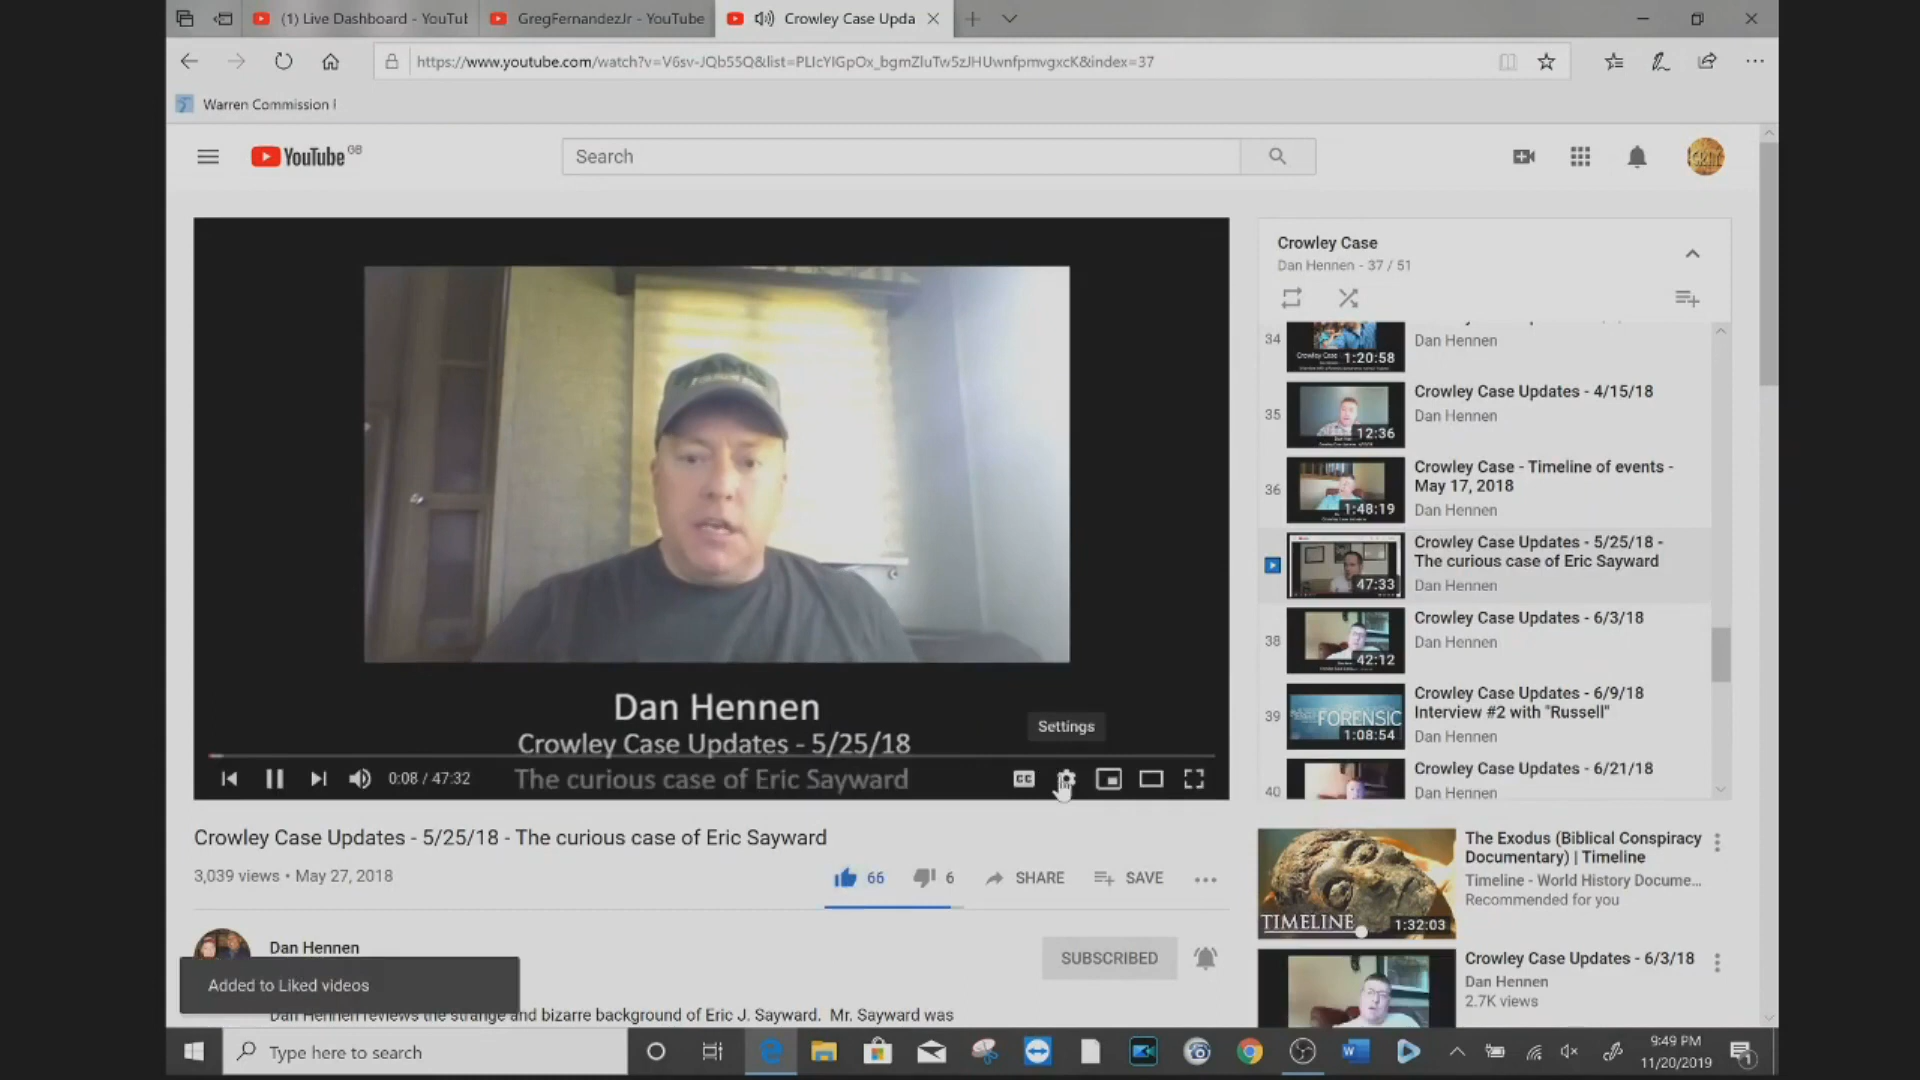 (1) Live Dashboard - YouTut
GregFernandezJr - YouTube
Crowley Case Upda
https://www.youtube.com/watch?v=V6sv-JQb55Q&list=PLIcYIGpOx_bgmZluTw5zJHUwnfpmvgxcK&index=37
Warren Commission
YouTube GB
Search
Crowley Case
Dan Hennen - 37 / 51
34
1:20:58
Dan Hennen
35
12:36
Crowley Case Updates - 4/15/18
Dan Hennen
36
1:48:19
Crowley Case - Timeline of events -
May 17, 2018
Dan Hennen
47:33
Crowley Case Updates - 5/25/18 -
The curious case of Eric Sayward
Dan Hennen
38
42:12
Crowley Case Updates - 6/3/18
Dan Hennen
39
FORENSIC
1:08:54
Crowley Case Updates - 6/9/18
Interview #2 with "Russell"
Dan Hennen
40
Crowley Case Updates - 6/21/18
Dan Hennen
Dan Hennen
Crowley Case Updates - 5/25/18
The curious case of Eric Sayward
Settings
0:08 / 47:32
CC
Crowley Case Updates - 5/25/18 - The curious case of Eric Sayward
3,039 views • May 27, 2018
66
6
SHARE
SAVE
Dan Hennen
SUBSCRIBED
Added to Liked videos
Dan Hennen reviews the strange and bizarre background of Eric J. Sayward. Mr. Sayward was
TIMELINE
1:32:03
The Exodus (Biblical Conspiracy
Documentary) | Timeline
Timeline - World History Docume...
Recommended for you
Crowley Case Updates - 6/3/18
Dan Hennen
2.7K views
Type here to search
9:49 PM
11/20/2019
1